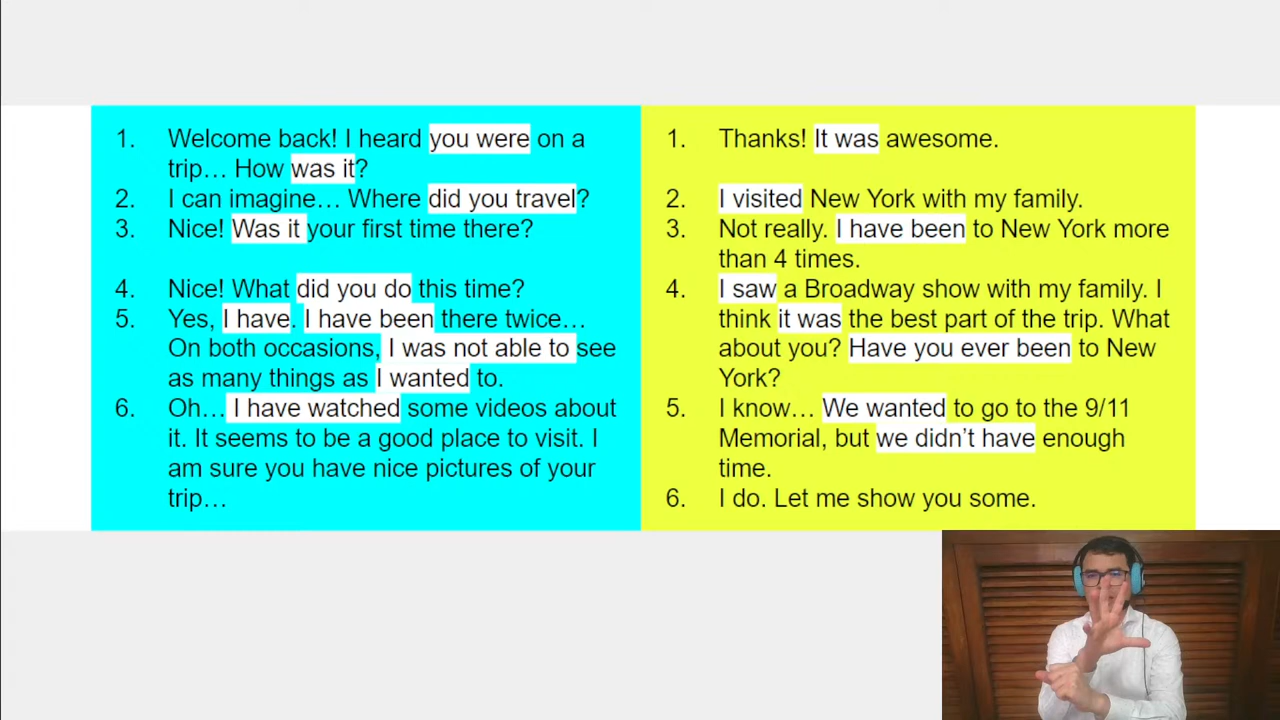 1. Welcome back! I heard you were on a
trip… How was it?
2. I can imagine… Where did you travel?
3. Nice! Was it your first time there?
4. Nice! What did you do this time?
5. Yes, I have. I have been there twice…
On both occasions, I was not able to see
as many things as I wanted to.
6. Oh… I have watched some videos about
it. It seems to be a good place to visit. I
am sure you have nice pictures of your
trip…
1. Thanks! It was awesome.
2. I visited New York with my family.
3. Not really. I have been to New York more
than 4 times.
4. I saw a Broadway show with my family. I
think it was the best part of the trip. What
about you? Have you ever been to New
York?
5. I know… We wanted to go to the 9/11
Memorial, but we didn’t have enough
time.
6. I do. Let me show you some.